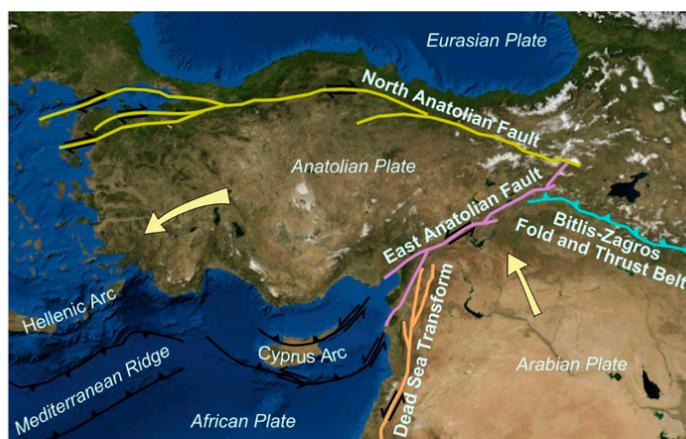 Eurasian Plate
North Anatolian Fault
Anatolian Plate
East Anatolian Fault
Bitlis-Zagros
Fold and Thrust Belt
Hellenic Arc
Cyprus Arc
Dead Sea Transform
Mediterranean Ridge
Arabian Plate
African Plate